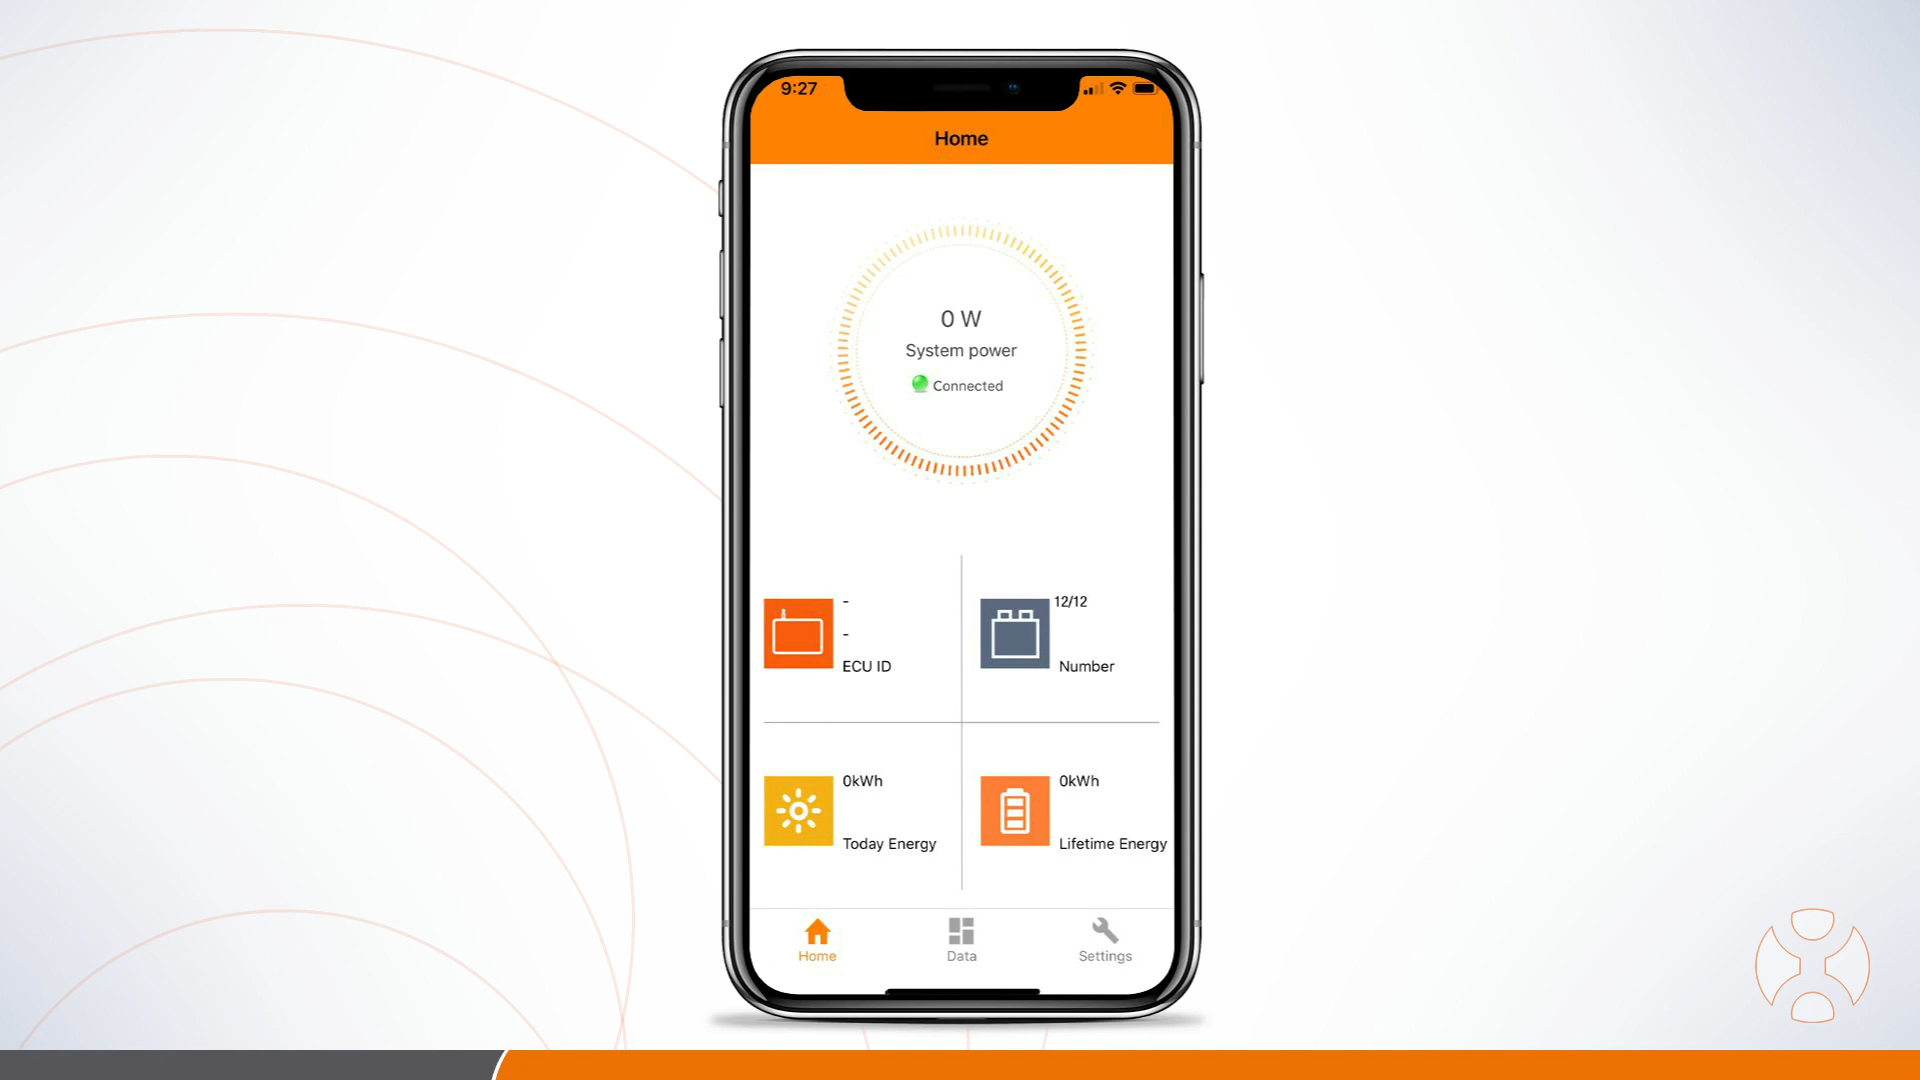 9:27
Home
0 W
System power
Connected
-
-
ECU ID
12/12
Number
0kWh
Today Energy
0kWh
Lifetime Energy
Home
Data
Settings